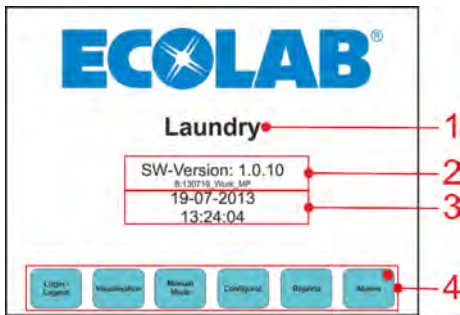 ECOLAB®
Laundry
1
SW-Version: 1.0.10
B:130719_Work_MP
2
19-07-2013
3
13:24:04
Login - Logout
Visualisation
Manual Mode
Configurat.
Reports
Alarms
4